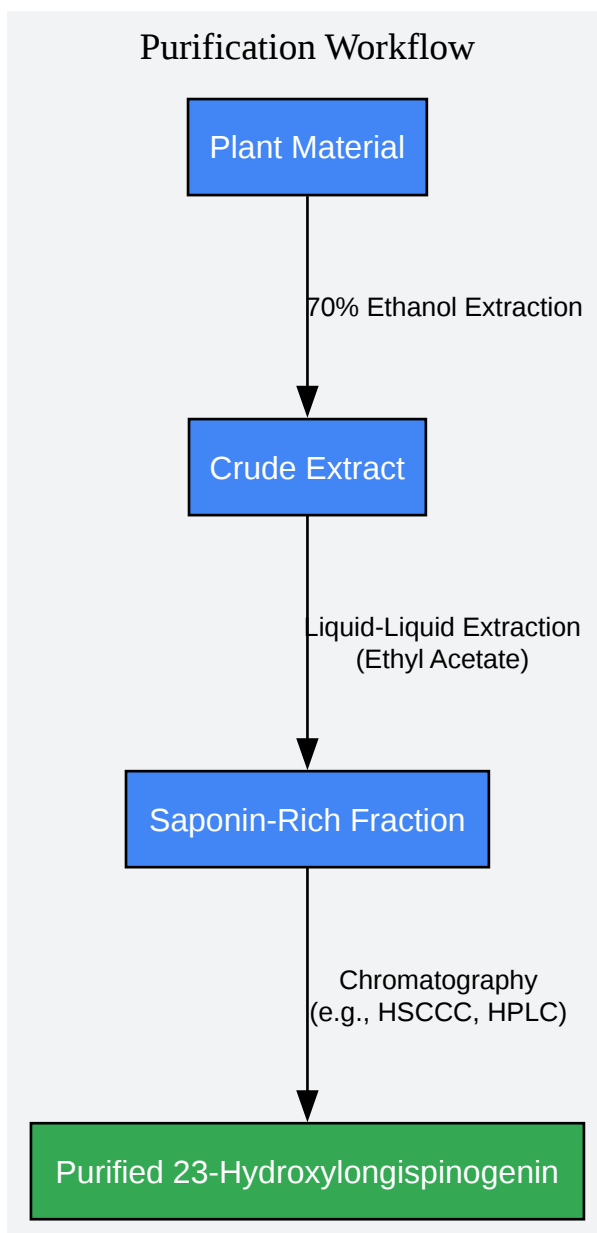 Purification Workflow
Plant Material
70% Ethanol Extraction
Crude Extract
Liquid-Liquid Extraction
(Ethyl Acetate)
Saponin-Rich Fraction
Chromatography
(e.g., HSCCC, HPLC)
Purified 23-Hydroxylongispinogenin